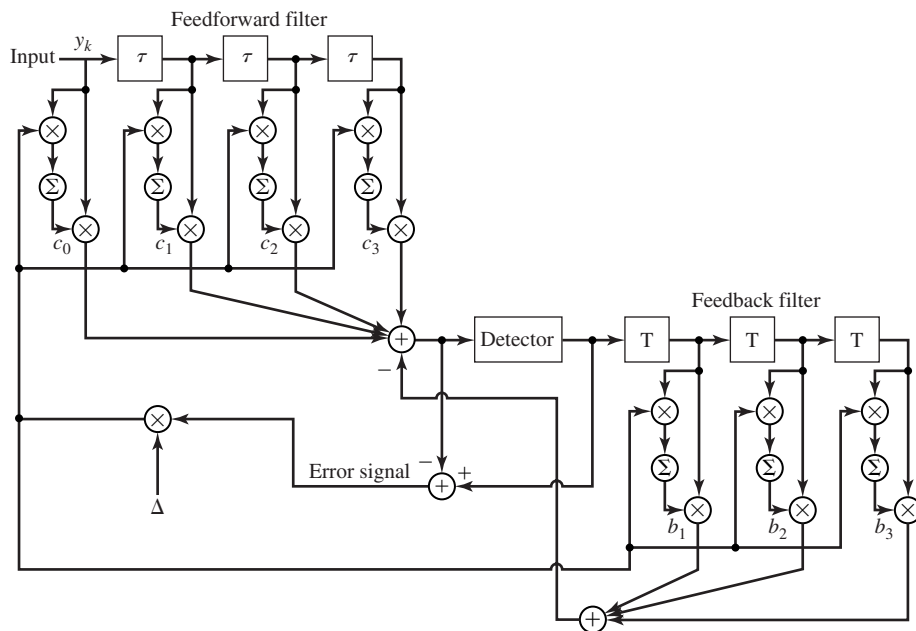 Feedforward filter
Input y_k τ τ τ
× × × ×
Σ Σ Σ Σ
c_0 × c_1 × c_2 × c_3 ×
Feedback filter
+ Detector T T T
−
× × × ×
Δ
Error signal − + +
Σ Σ Σ
b_1 × b_2 × b_3 ×
+